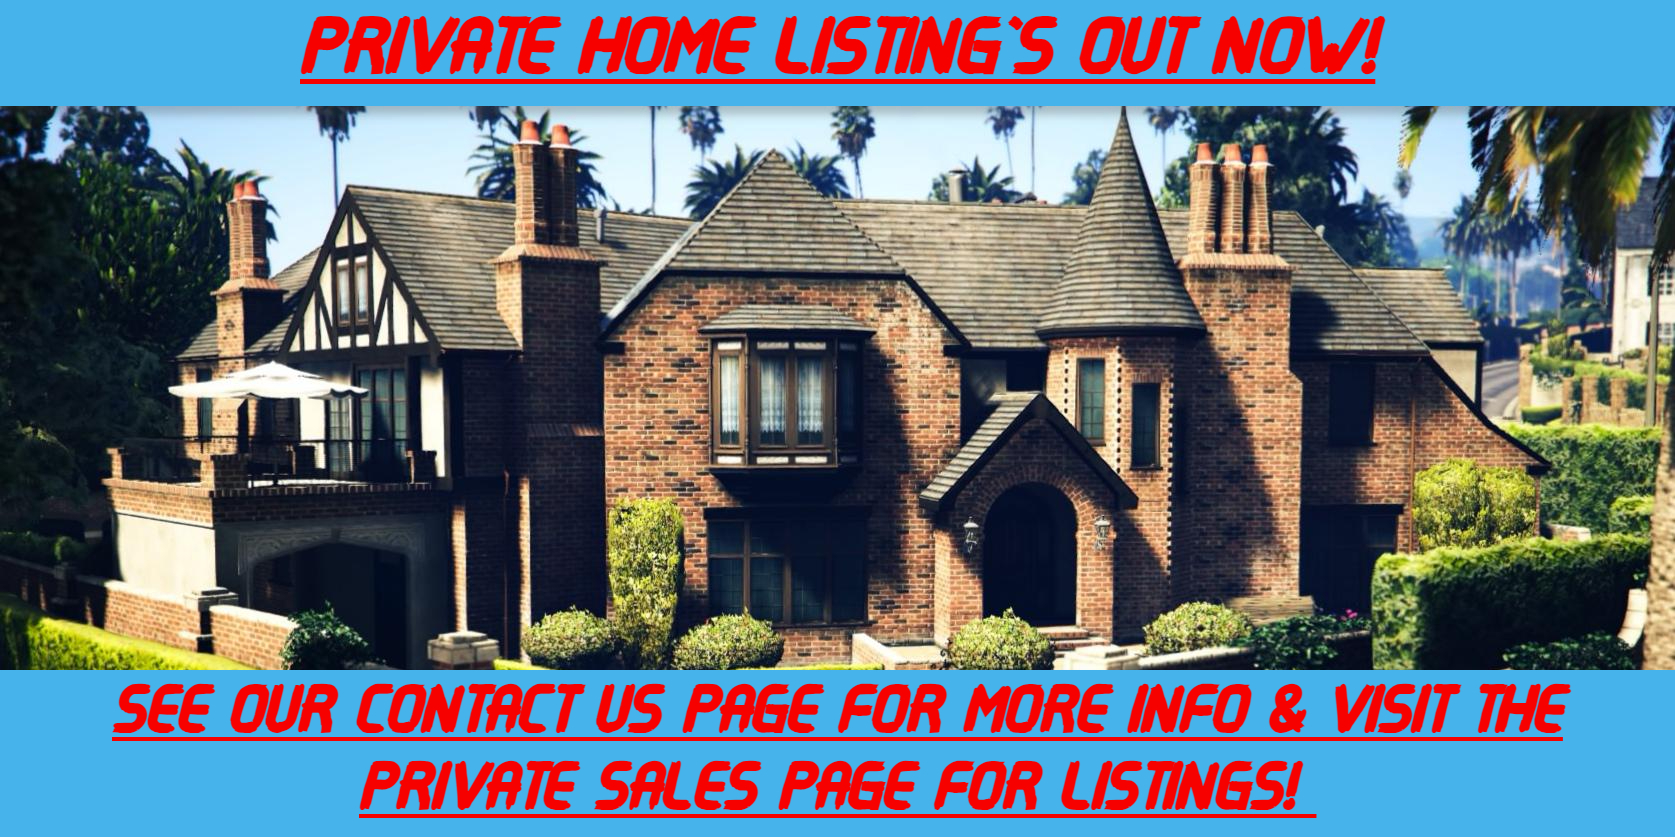 PRIVATE HOME LISTING'S OUT NOW!
SEE OUR CONTACT US PAGE FOR MORE INFO & VISIT THE
PRIVATE SALES PAGE FOR LISTINGS!